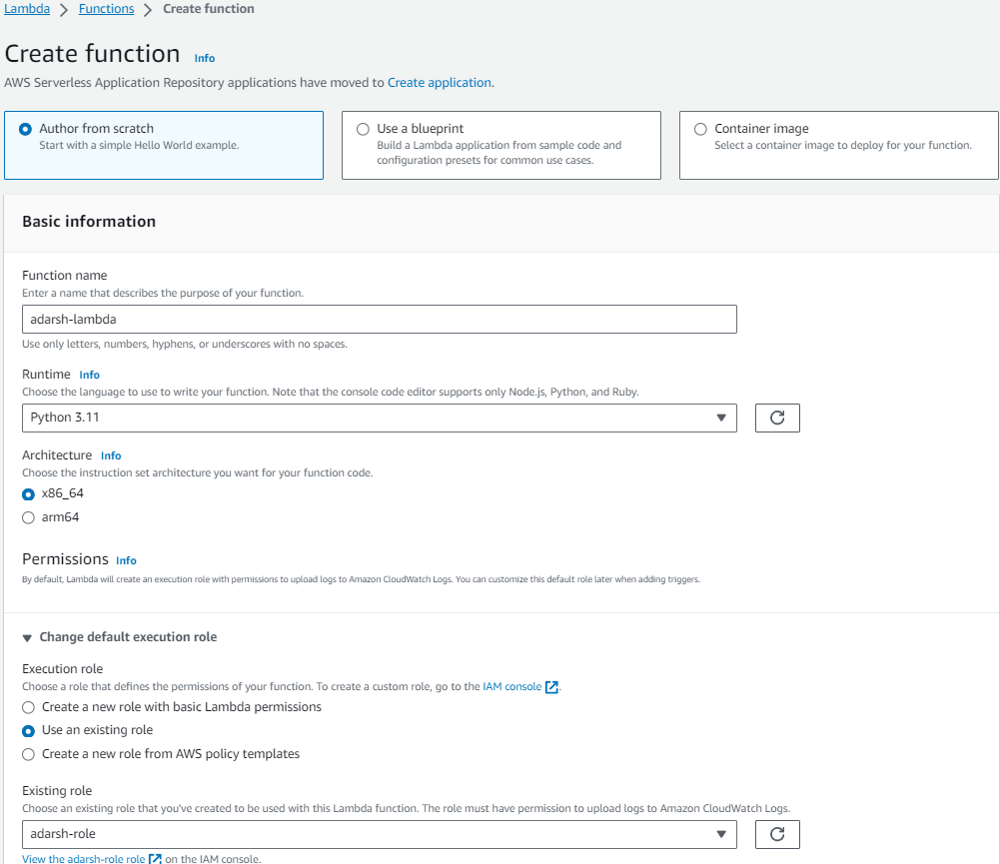 Lambda > Functions > Create function
Create function Info
AWS Serverless Application Repository applications have moved to Create application.
Author from scratch
Start with a simple Hello World example.
Use a blueprint
Build a Lambda application from sample code and
configuration presets for common use cases.
Container image
Select a container image to deploy for your function.
Basic information
Function name
Enter a name that describes the purpose of your function.
adarsh-lambda
Use only letters, numbers, hyphens, or underscores with no spaces.
Runtime Info
Choose the language to use to write your function. Note that the console code editor supports only Node.js, Python, and Ruby.
Python 3.11
Architecture Info
Choose the instruction set architecture you want for your function code.
x86_64
arm64
Permissions Info
By default, Lambda will create an execution role with permissions to upload logs to Amazon CloudWatch Logs. You can customize this default role later when adding triggers.
Change default execution role
Execution role
Choose a role that defines the permissions of your function. To create a custom role, go to the IAM console.
Create a new role with basic Lambda permissions
Use an existing role
Create a new role from AWS policy templates
Existing role
Choose an existing role that you've created to be used with this Lambda function. The role must have permission to upload logs to Amazon CloudWatch Logs.
adarsh-role
View the adarsh-role role on the IAM console.